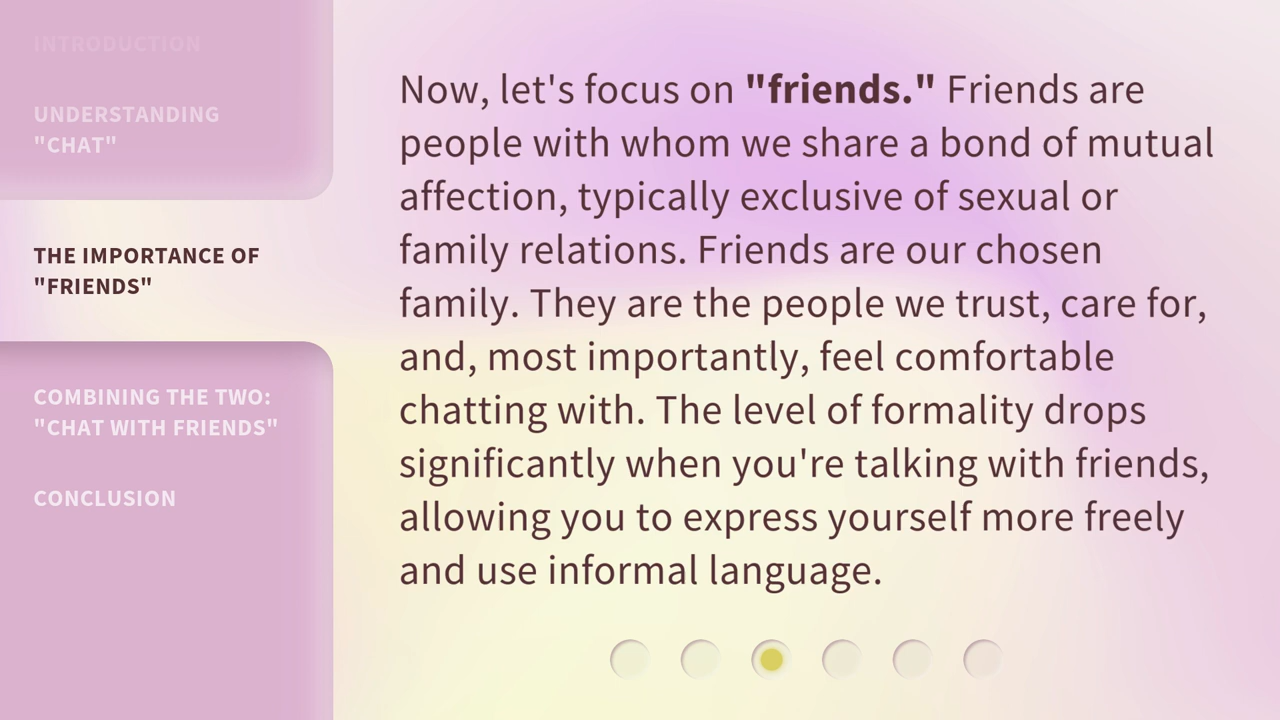 INTRODUCTION
UNDERSTANDING
"CHAT"
THE IMPORTANCE OF
"FRIENDS"
COMBINING THE TWO:
"CHAT WITH FRIENDS"
CONCLUSION
Now, let's focus on "friends." Friends are
people with whom we share a bond of mutual
affection, typically exclusive of sexual or
family relations. Friends are our chosen
family. They are the people we trust, care for,
and, most importantly, feel comfortable
chatting with. The level of formality drops
significantly when you're talking with friends,
allowing you to express yourself more freely
and use informal language.